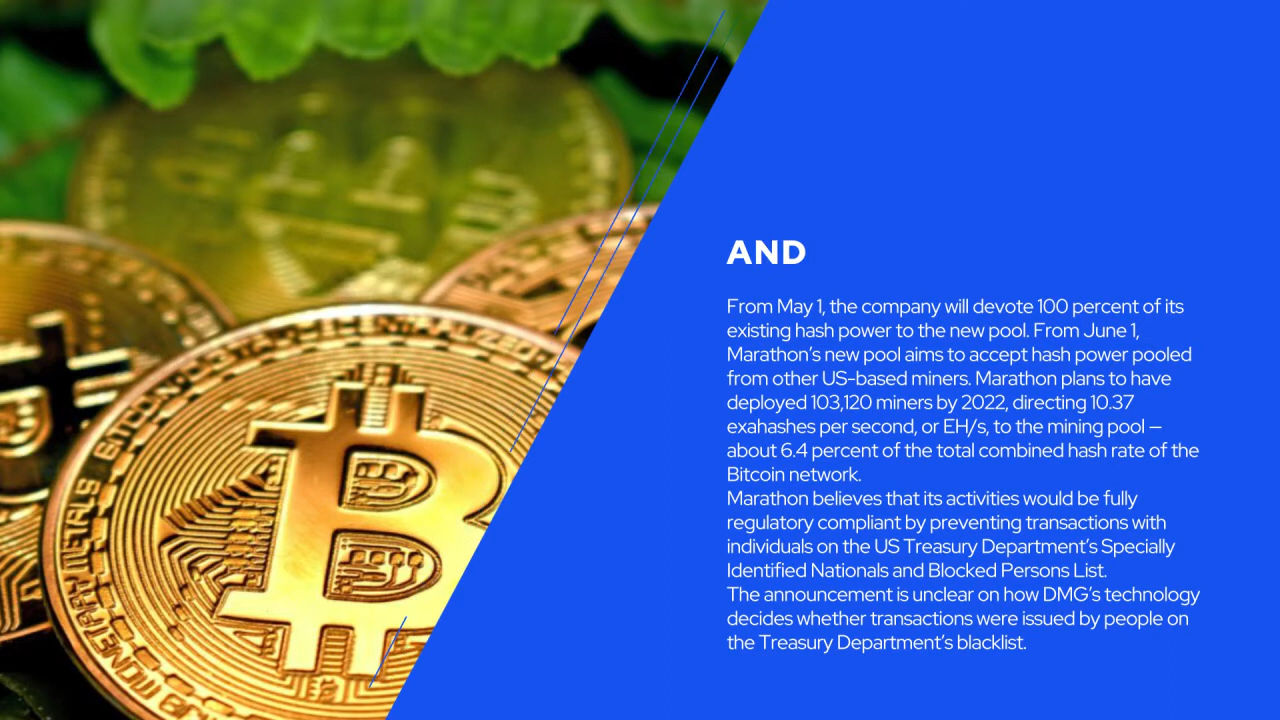 AND
From May 1, the company will devote 100 percent of its
existing hash power to the new pool. From June 1,
Marathon's new pool aims to accept hash power pooled
from other US-based miners. Marathon plans to have
deployed 103,120 miners by 2022, directing 10.37
exahashes per second, or EH/s, to the mining pool —
about 6.4 percent of the total combined hash rate of the
Bitcoin network.
Marathon believes that its activities would be fully
regulatory compliant by preventing transactions with
individuals on the US Treasury Department's Specially
Identified Nationals and Blocked Persons List.
The announcement is unclear on how DMG's technology
decides whether transactions were issued by people on
the Treasury Department's blacklist.
BITCOIN